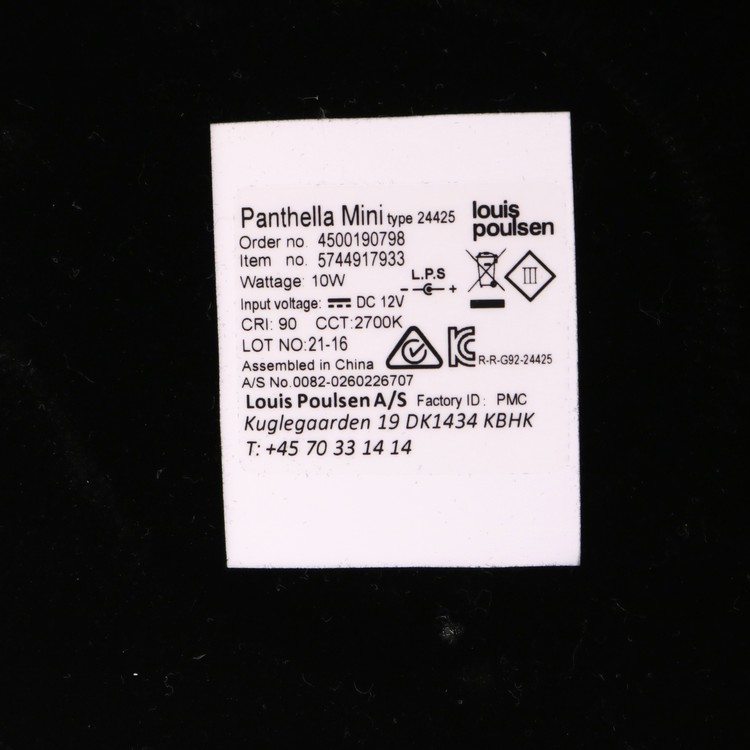 Panthella Mini type 24425
louis
poulsen
Order no. 4500190798
Item no. 5744917933
Wattage: 10W
L.P.S
- +
III
Input voltage: DC 12V
CRI: 90 CCT:2700K
LOT NO:21-16
R-R-G92-24425
Assembled in China
A/S No.0082-0260226707
Louis Poulsen A/S Factory ID: PMC
Kuglegaarden 19 DK1434 KBHK
T: +45 70 33 14 14